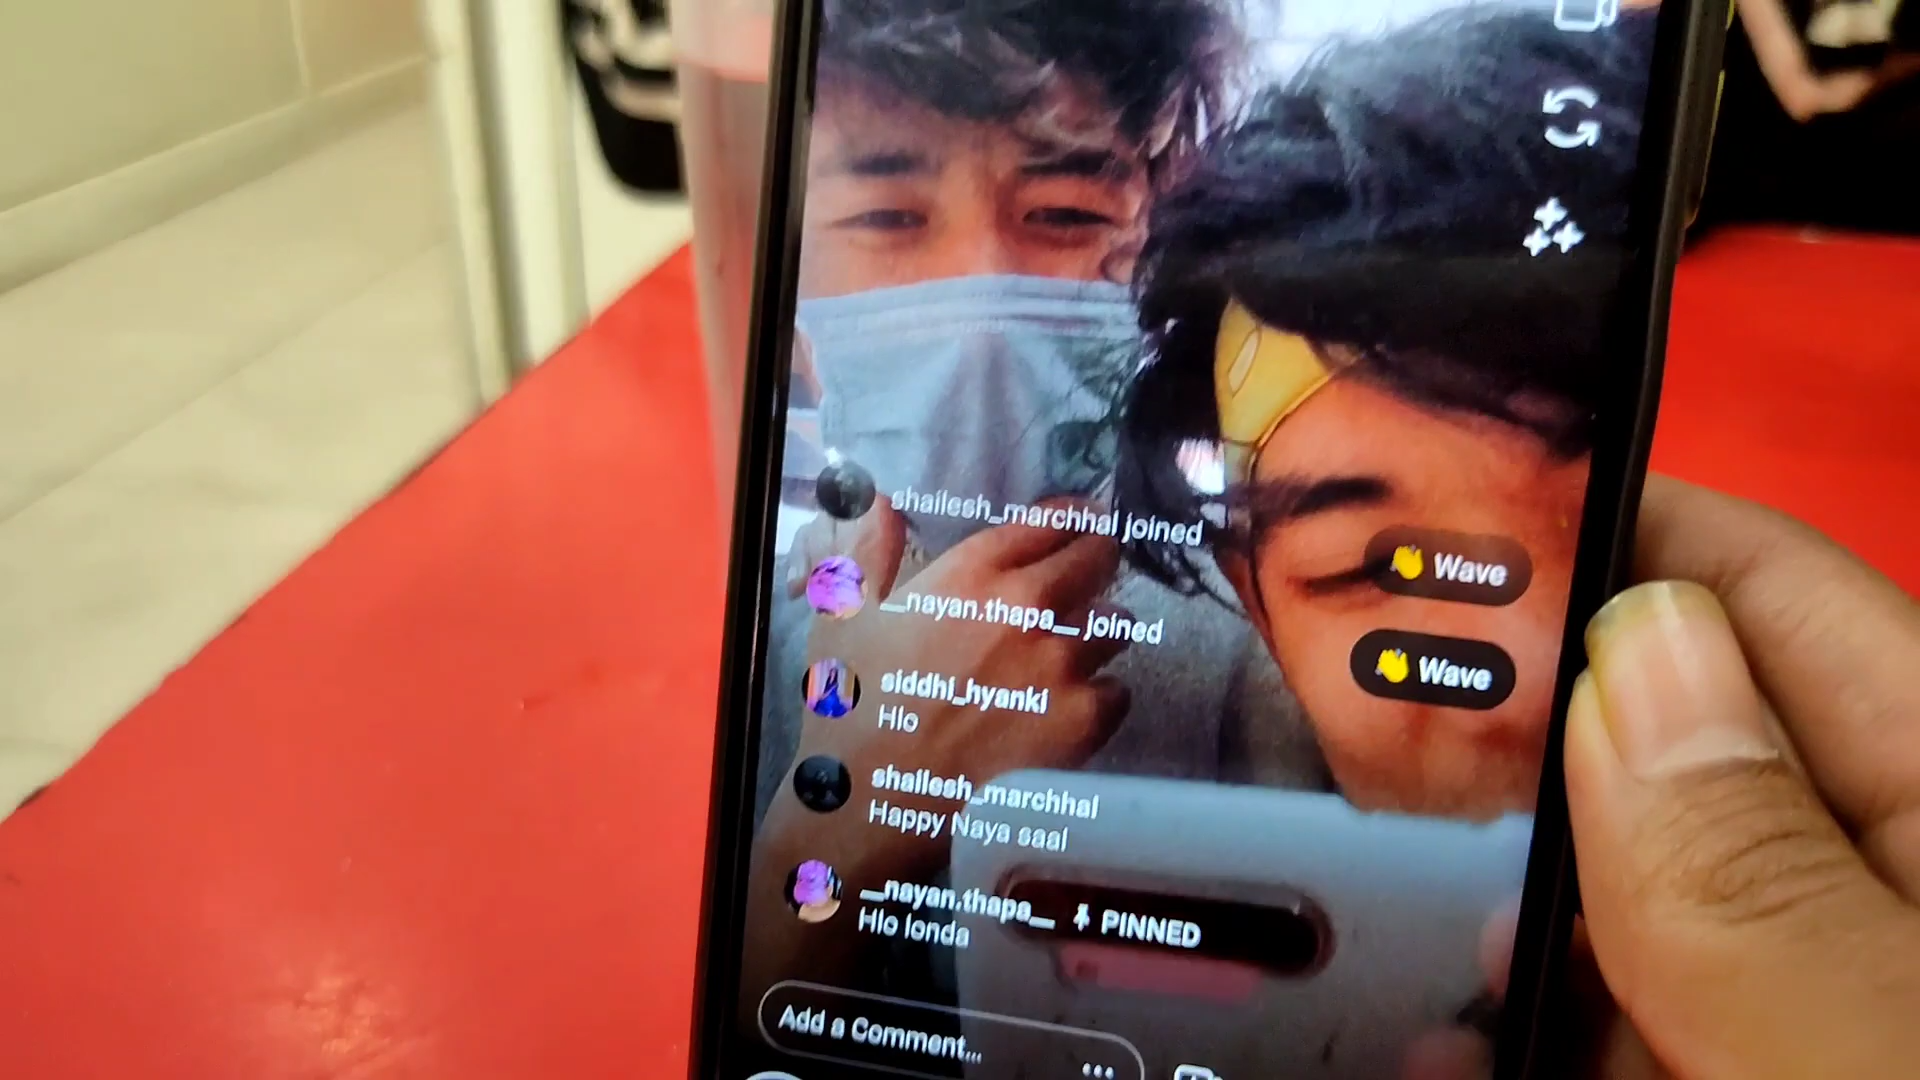 shailesh_marchhal joined
Wave
__nayan.thapa__ joined
Wave
siddhi_hyanki
Hlo
shailesh_marchhal
Happy Naya saal
__nayan.thapa__ PINNED
Hlo londa
Add a Comment...